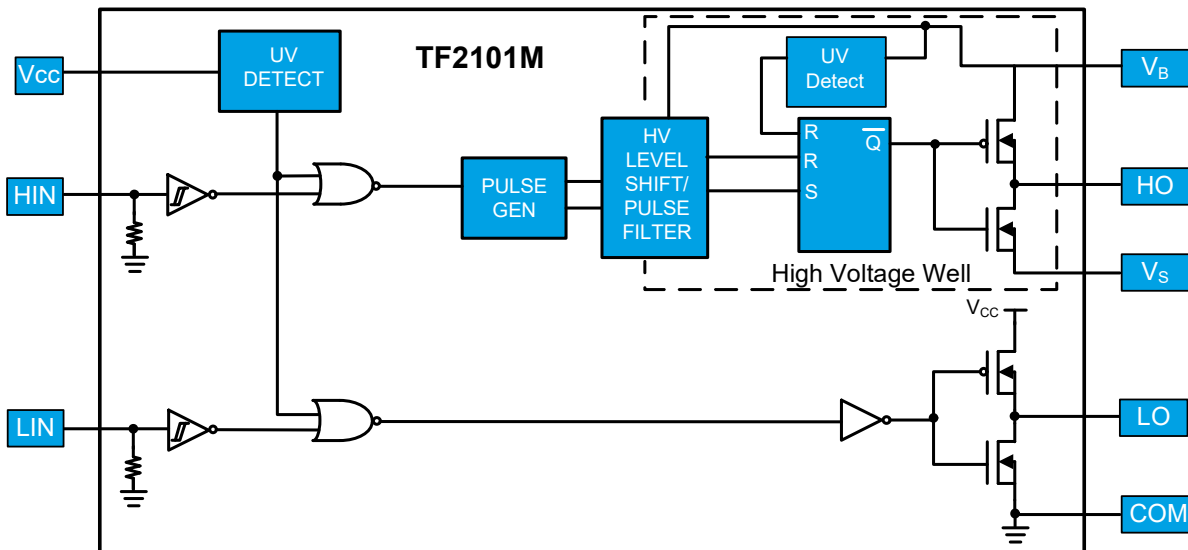 TF2101M
Vcc
UV
DETECT
UV
Detect
VB
HIN
PULSE
GEN
HV
LEVEL
SHIFT/
PULSE
FILTER
R
R
S
Q
HO
VS
High Voltage Well
VCC
LIN
LO
COM